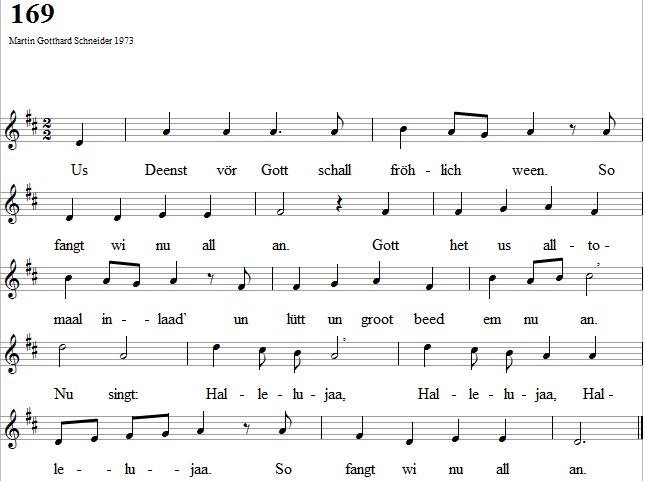 169
Martin Gotthard Schneider 1973
2
2
Us Deenst vör Gott schall fröh - lich ween. So
fangt wi nu all an. Gott het us all - to -
maal in - - laad` un lütt un groot beed em nu an.
Nu singt: Hal - le - lu - jaa, Hal - le - lu - jaa, Hal -
le - - lu - - jaa. So fangt wi nu all an.